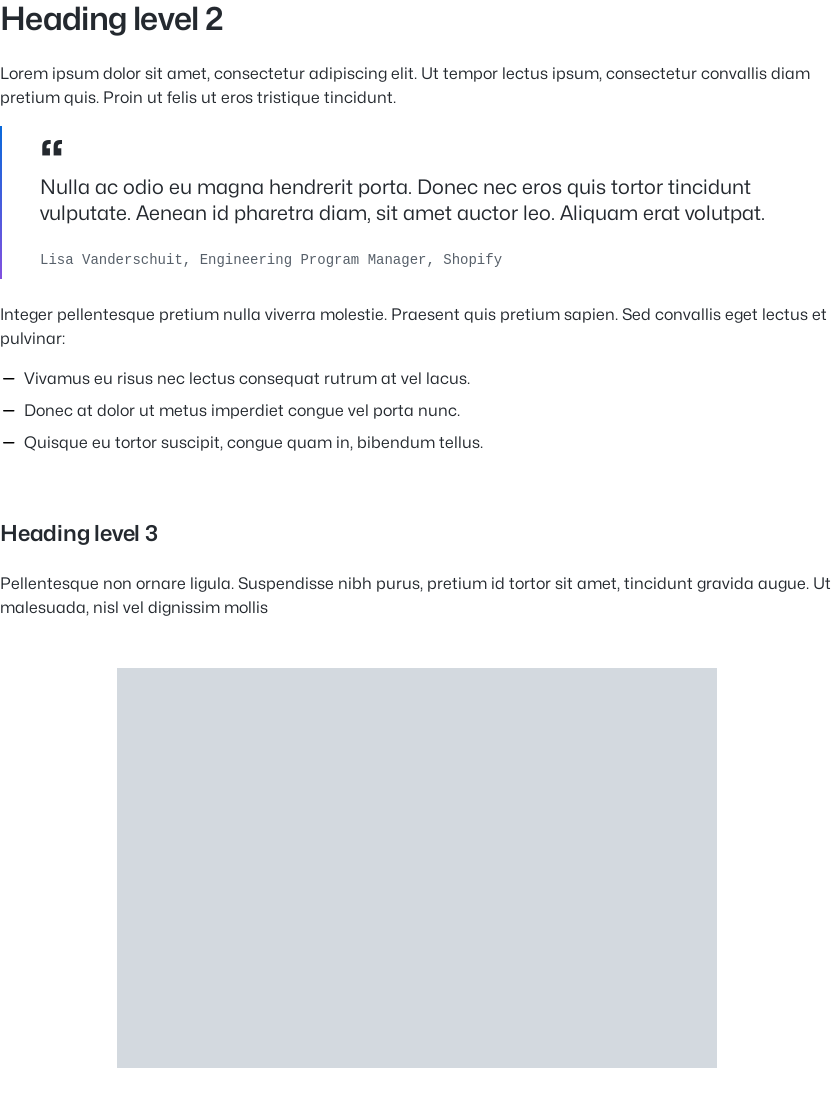 Heading level 2
Lorem ipsum dolor sit amet, consectetur adipiscing elit. Ut tempor lectus ipsum, consectetur convallis diam
pretium quis. Proin ut felis ut eros tristique tincidunt.
“
Nulla ac odio eu magna hendrerit porta. Donec nec eros quis tortor tincidunt
vulputate. Aenean id pharetra diam, sit amet auctor leo. Aliquam erat volutpat.
Lisa Vanderschuit, Engineering Program Manager, Shopify
Integer pellentesque pretium nulla viverra molestie. Praesent quis pretium sapien. Sed convallis eget lectus et
pulvinar:
— Vivamus eu risus nec lectus consequat rutrum at vel lacus.
— Donec at dolor ut metus imperdiet congue vel porta nunc.
— Quisque eu tortor suscipit, congue quam in, bibendum tellus.
Heading level 3
Pellentesque non ornare ligula. Suspendisse nibh purus, pretium id tortor sit amet, tincidunt gravida augue. Ut
malesuada, nisl vel dignissim mollis